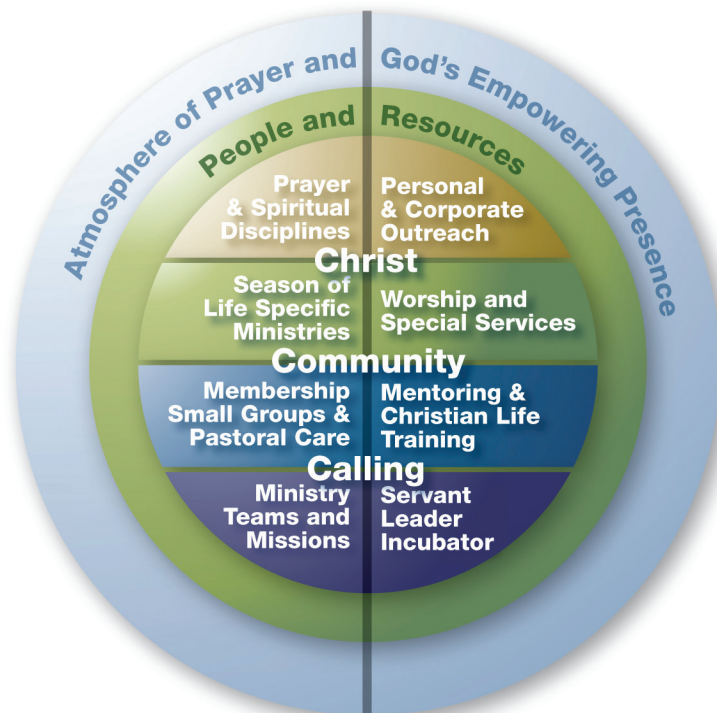 Atmosphere of Prayer and God's Empowering Presence
People and Resources
Prayer
& Spiritual
Disciplines
Personal
& Corporate
Outreach
Christ
Season of
Life Specific
Ministries
Worship and
Special Services
Community
Membership
Small Groups &
Pastoral Care
Mentoring &
Christian Life
Training
Calling
Ministry
Teams and
Missions
Servant
Leader
Incubator